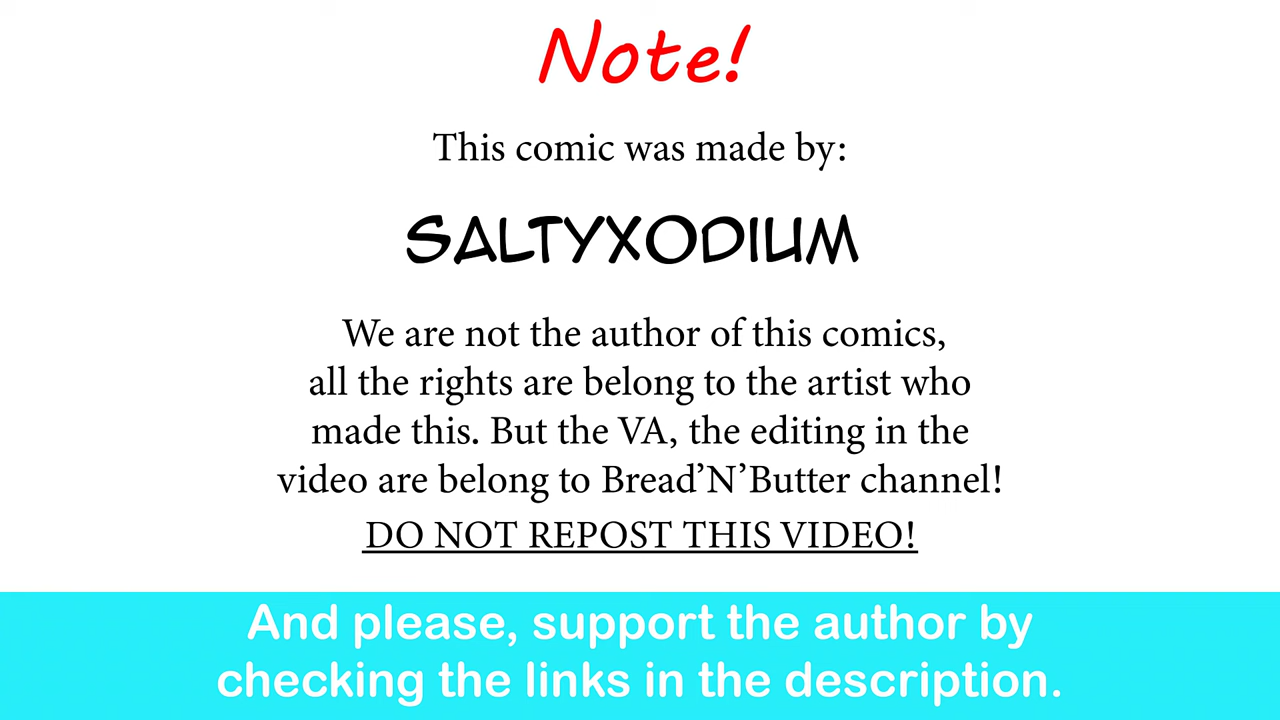 Note!
This comic was made by:
SALTYXODIUM
We are not the author of this comics,
all the rights are belong to the artist who
made this. But the VA, the editing in the
video are belong to Bread’N’Butter channel!
DO NOT REPOST THIS VIDEO!
And please, support the author by
checking the links in the description.